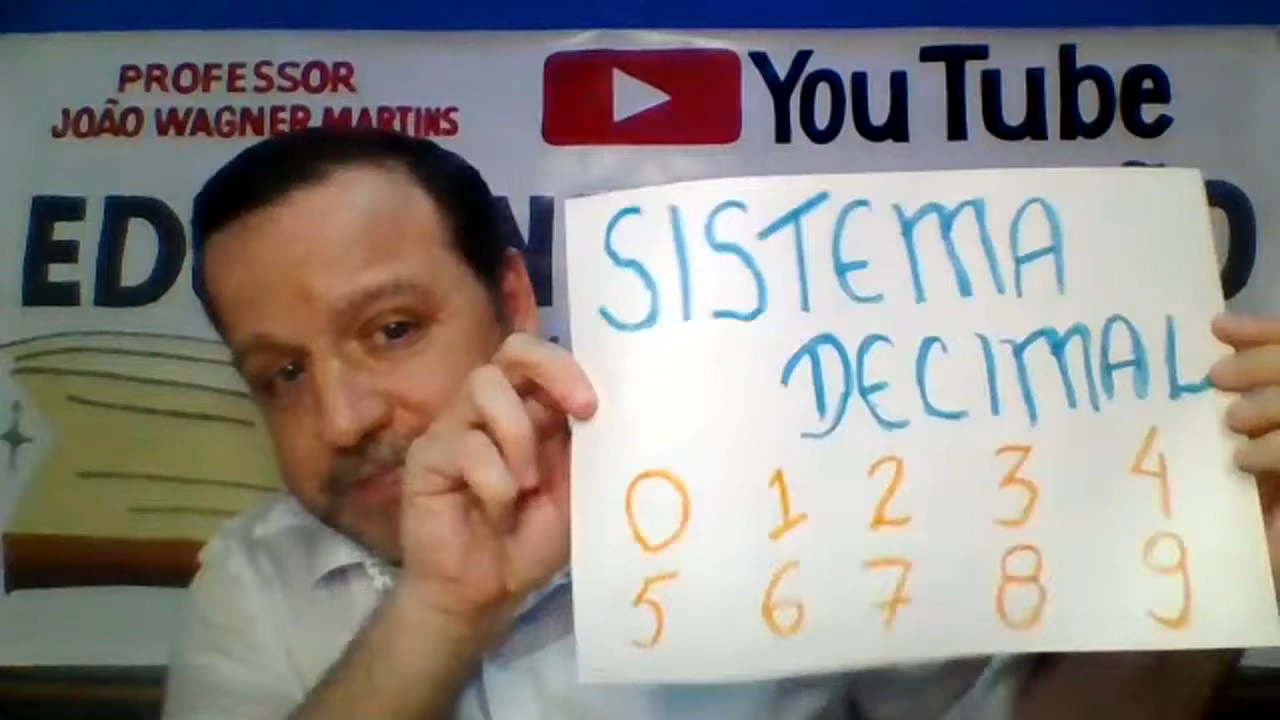 PROFESSOR
JOÃO WAGNER MARTINS
YouTube
SISTEMA
DECIMAL
0 1 2 3 4
5 6 7 8 9